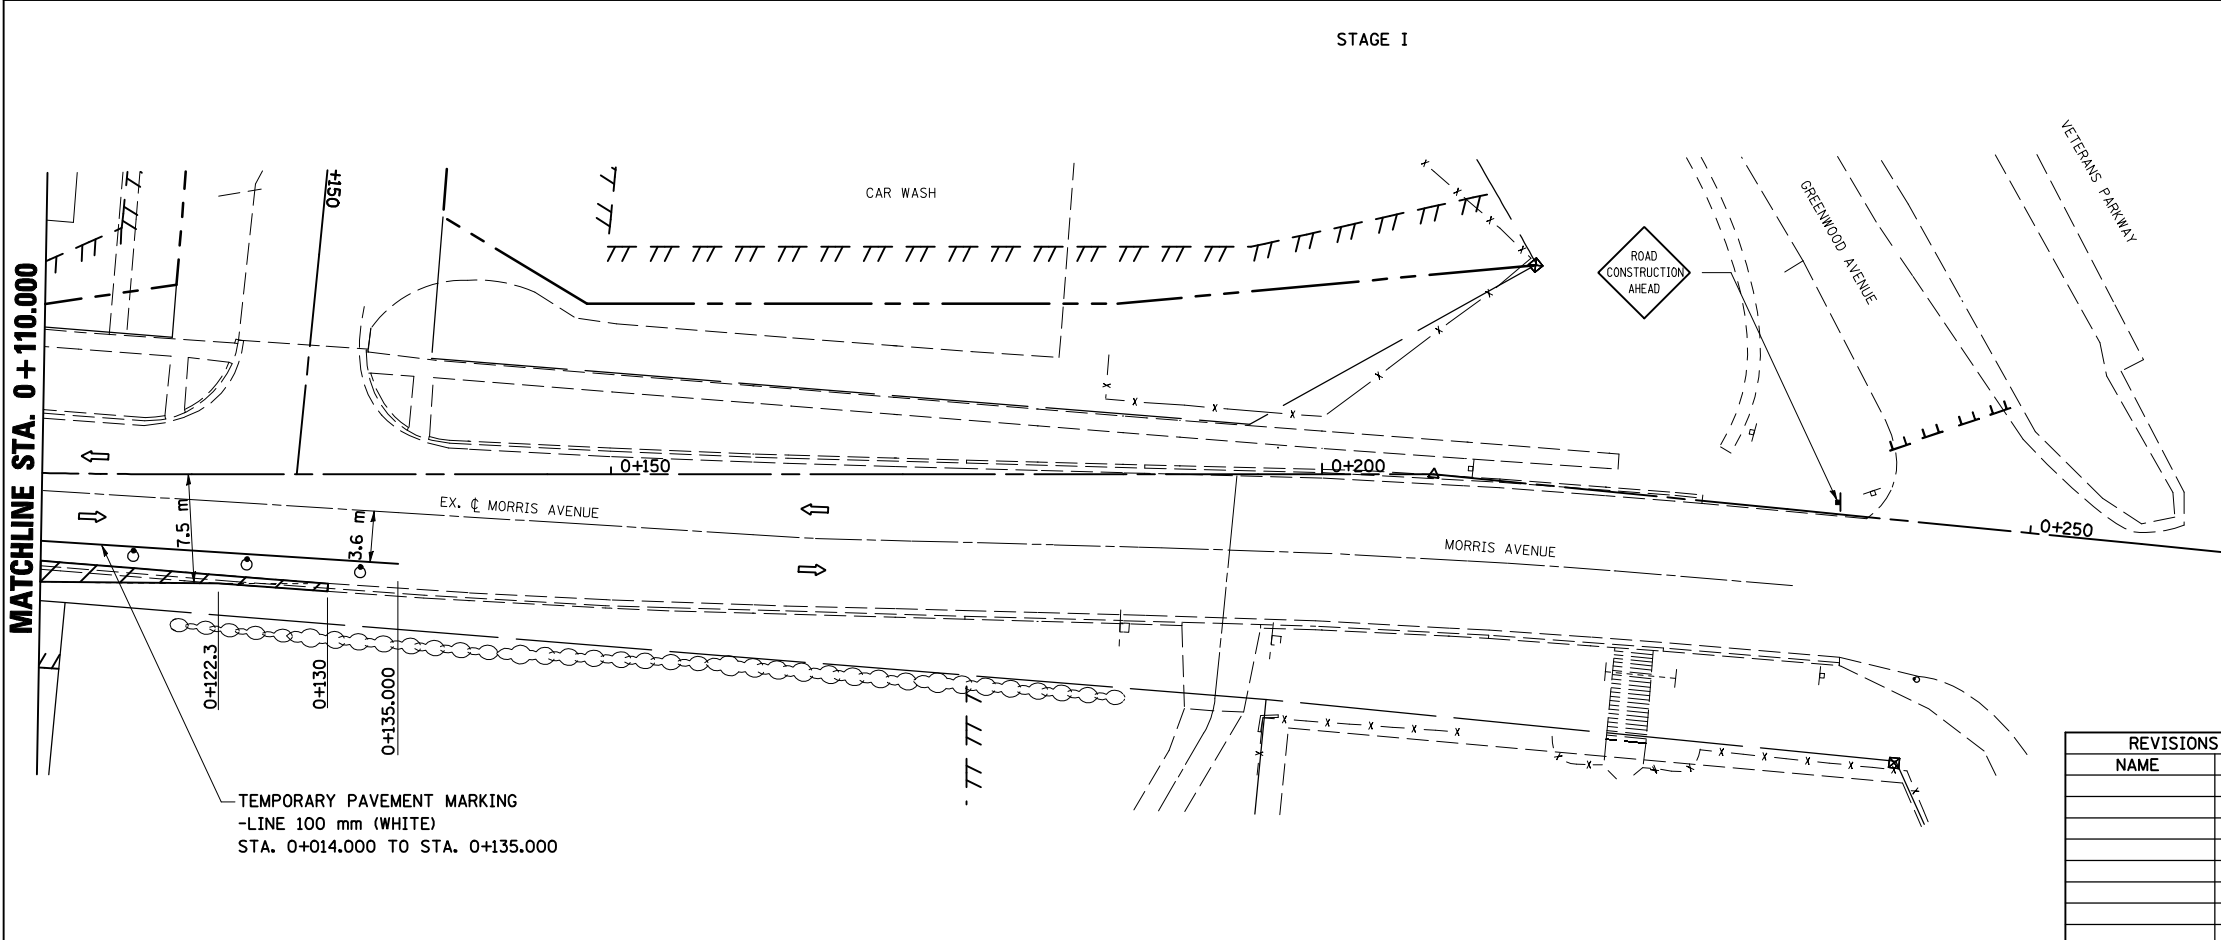 STAGE I
VETERANS PARKWAY
GREENWOOD AVENUE
CAR WASH
+150
ROAD
CONSTRUCTION
AHEAD
MATCHLINE STA. 0+110.000
0+150
0+200
0+250
EX. ℄ MORRIS AVENUE
MORRIS AVENUE
7.5 m
3.6 m
0+122.3
0+130
0+135.000
TEMPORARY PAVEMENT MARKING
-LINE 100 mm (WHITE)
STA. 0+014.000 TO STA. 0+135.000
REVISIONS
NAME